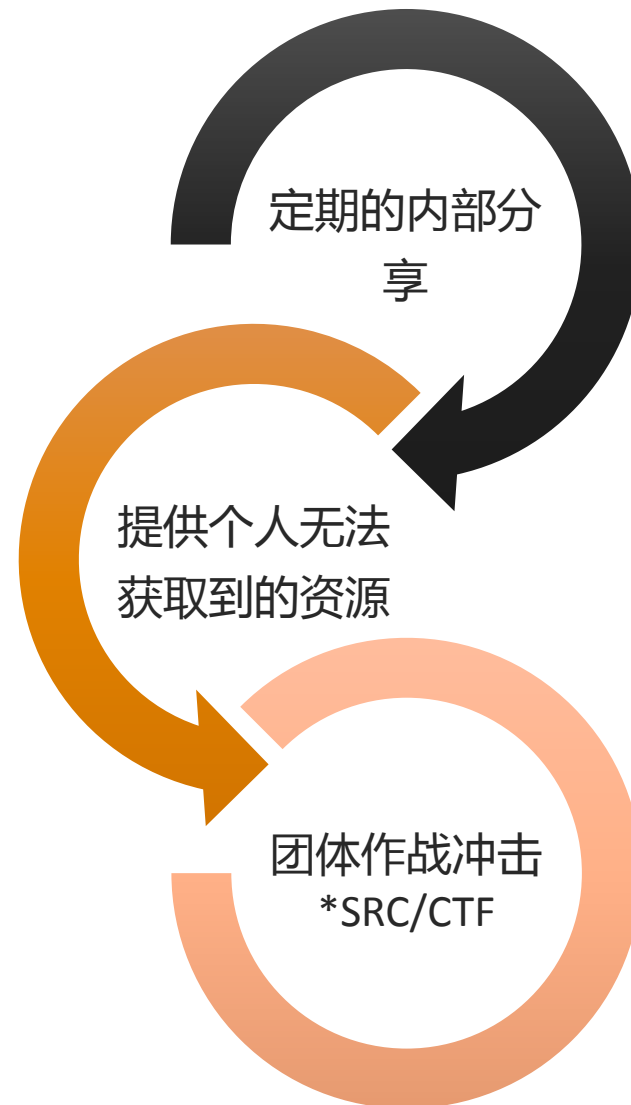 定期的内部分
享
提供个人无法
获取到的资源
团体作战冲击
*SRC/CTF